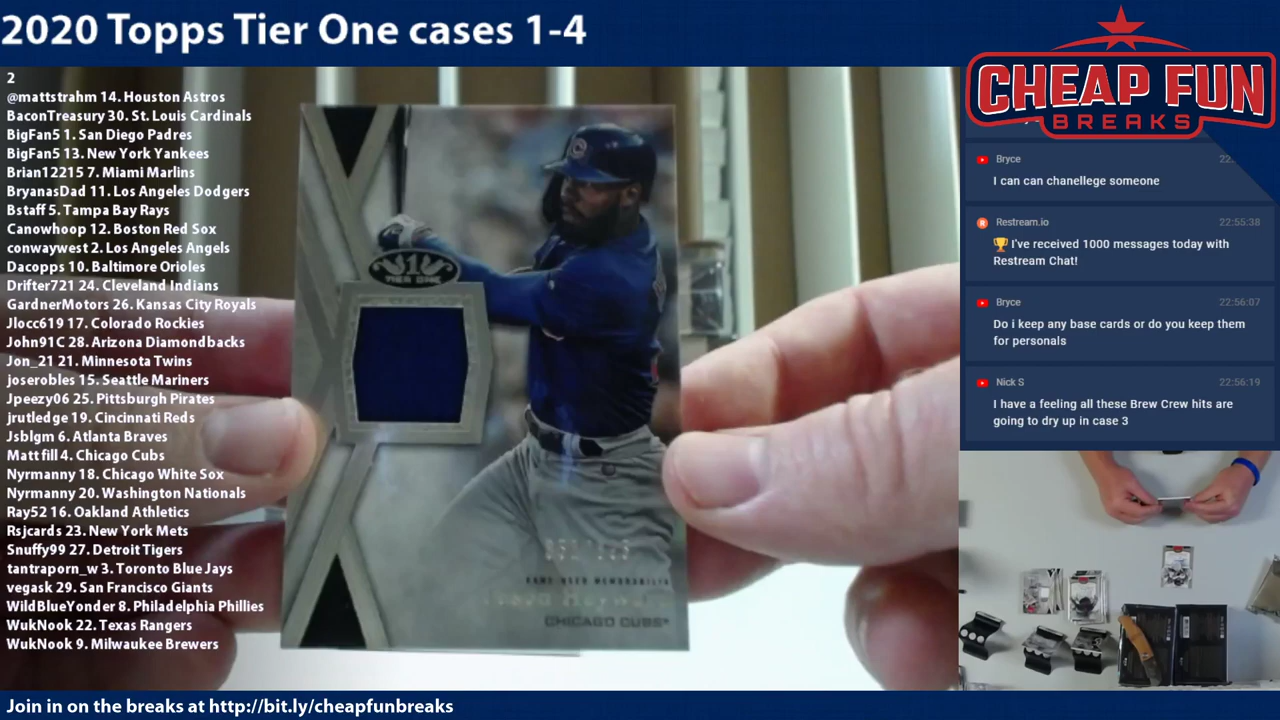 2020 Topps Tier One cases 1-4
2
@mattstrahm 14. Houston Astros
BaconTreasury 30. St. Louis Cardinals
BigFan5 1. San Diego Padres
BigFan5 13. New York Yankees
Brian12215 7. Miami Marlins
BryanasDad 11. Los Angeles Dodgers
Bstaff 5. Tampa Bay Rays
Canowhoop 12. Boston Red Sox
conwaywest 2. Los Angeles Angels
Dacopps 10. Baltimore Orioles
Drifter721 24. Cleveland Indians
GardnerMotors 26. Kansas City Royals
Jlocc619 17. Colorado Rockies
John91C 28. Arizona Diamondbacks
Jon_21 21. Minnesota Twins
joserobles 15. Seattle Mariners
Jpeezy06 25. Pittsburgh Pirates
jrutledge 19. Cincinnati Reds
Jsblgm 6. Atlanta Braves
Matt fill 4. Chicago Cubs
Nyrmanny 18. Chicago White Sox
Nyrmanny 20. Washington Nationals
Ray52 16. Oakland Athletics
Rsjcards 23. New York Mets
Snuffy99 27. Detroit Tigers
tantraporn_w 3. Toronto Blue Jays
vegask 29. San Francisco Giants
WildBlueYonder 8. Philadelphia Phillies
WukNook 22. Texas Rangers
WukNook 9. Milwaukee Brewers
1
TIER ONE
GAME-USED MEMORABILIA
CHICAGO CUBS
CHEAP FUN
BREAKS
Bryce
I can can chanellege someone
Restream.io 22:55:38
🏆 I've received 1000 messages today with
Restream Chat!
Bryce 22:56:07
Do i keep any base cards or do you keep them
for personals
Nick S 22:56:19
I have a feeling all these Brew Crew hits are
going to dry up in case 3
Join in on the breaks at http://bit.ly/cheapfunbreaks